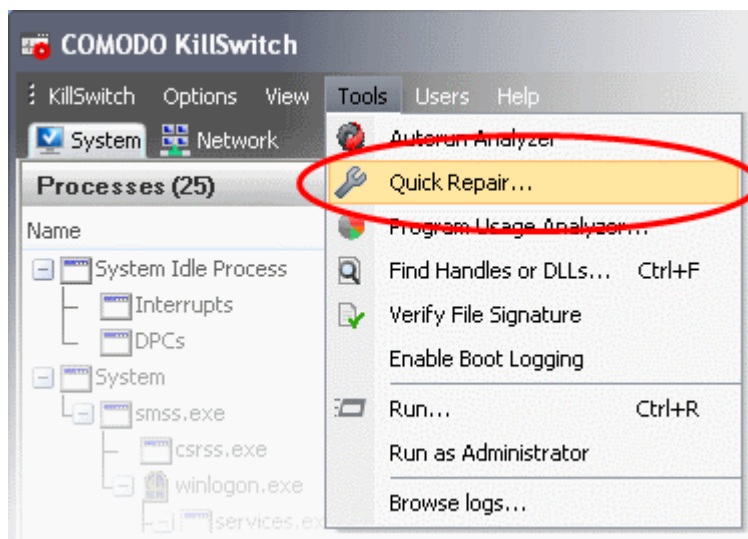 COMODO KillSwitch
KillSwitch Options View Tools Users Help
System Network
Processes (25)
Name
System Idle Process
Interrupts
DPCs
System
smss.exe
csrss.exe
winlogon.exe
services.ex
Autorun Analyzer
Quick Repair...
Program Usage Analyzer...
Find Handles or DLLs... Ctrl+F
Verify File Signature
Enable Boot Logging
Run... Ctrl+R
Run as Administrator
Browse logs...